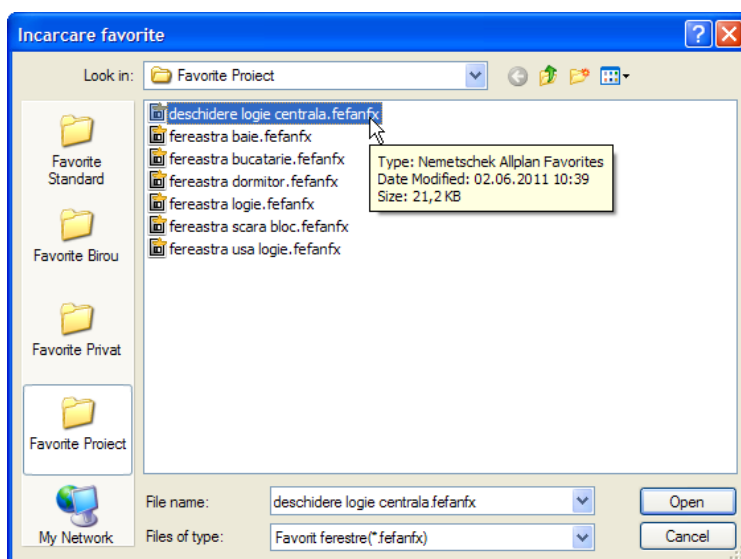 Incarcare favorite
Look in:
Favorite Proiect
Favorite
Standard
Favorite Birou
Favorite Privat
Favorite Proiect
My Network
deschidere logie centrala.fefanfx
fereastra baie.fefanfx
fereastra bucatarie.fefanfx
fereastra dormitor.fefanfx
fereastra logie.fefanfx
fereastra scara bloc.fefanfx
fereastra usa logie.fefanfx
Type: Nemetschek Allplan Favorites
Date Modified: 02.06.2011 10:39
Size: 21,2 KB
File name:
deschidere logie centrala.fefanfx
Open
Files of type:
Favorit ferestre(*.fefanfx)
Cancel